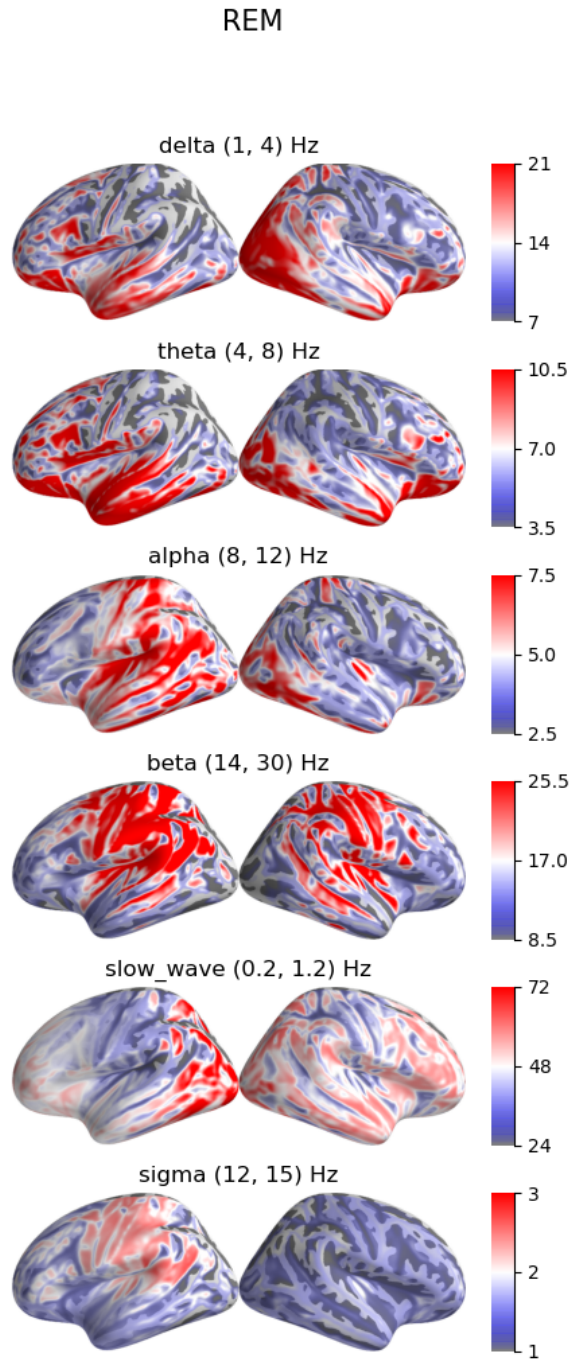 REM
delta (1, 4) Hz
21
14
7
theta (4, 8) Hz
10.5
7.0
3.5
alpha (8, 12) Hz
7.5
5.0
2.5
beta (14, 30) Hz
25.5
17.0
8.5
slow_wave (0.2, 1.2) Hz
72
48
24
sigma (12, 15) Hz
3
2
1